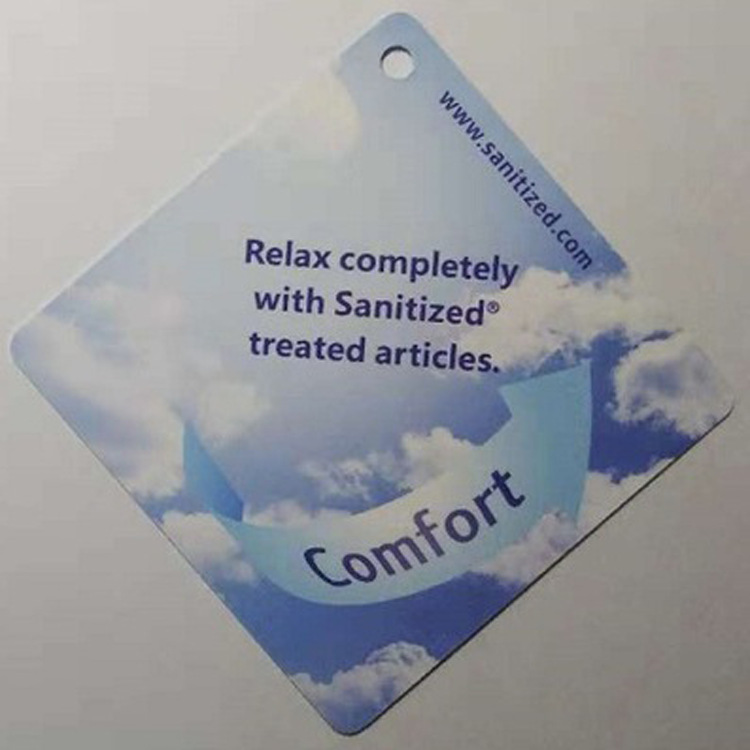 www.sanitized.com
Relax completely
with Sanitized®
treated articles.
Comfort